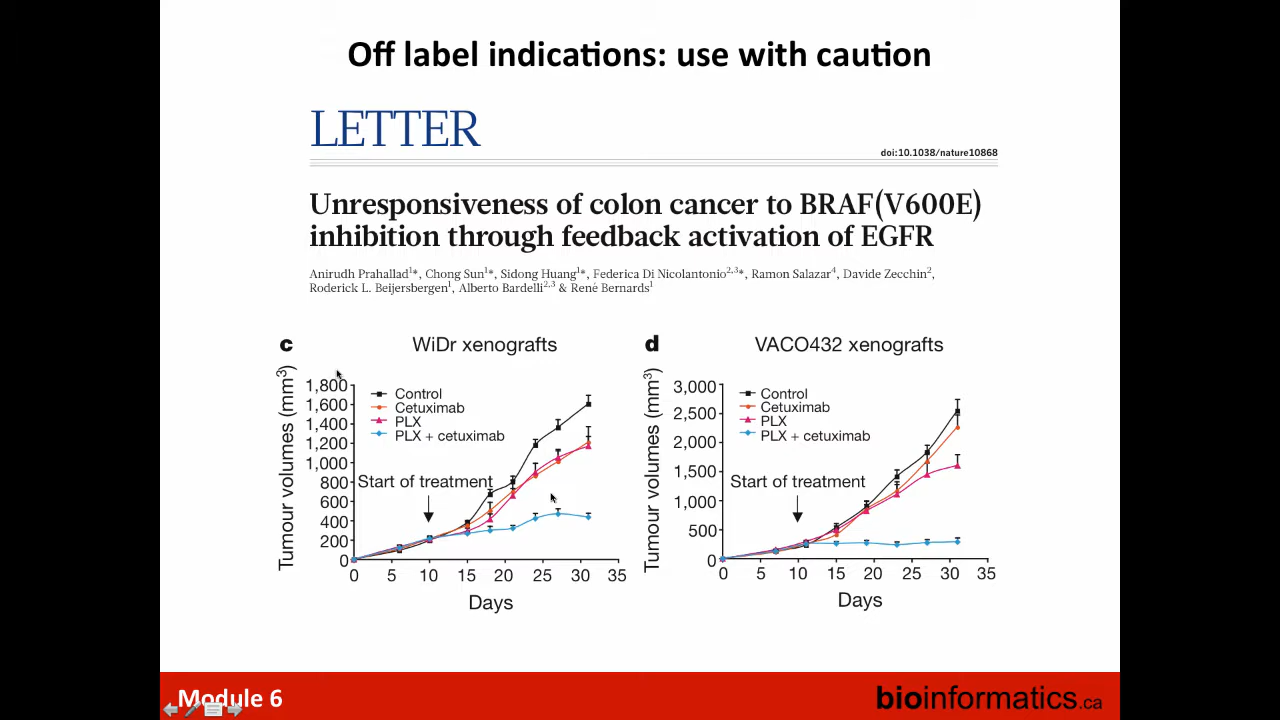 Off label indications: use with caution
LETTER
doi:10.1038/nature10868
Unresponsiveness of colon cancer to BRAF(V600E)
inhibition through feedback activation of EGFR
Anirudh Prahallad1*, Chong Sun1*, Sidong Huang1*, Federica Di Nicolantonio2,3*, Ramon Salazar4, Davide Zecchin2,
Roderick L. Beijersbergen1, Alberto Bardelli2,3 & René Bernards1
c
WiDr xenografts
Tumour volumes (mm3)
1,800
1,600
1,400
1,200
1,000
800
600
400
200
0
Control
Cetuximab
PLX
PLX + cetuximab
Start of treatment
0 5 10 15 20 25 30 35
Days
d
VACO432 xenografts
Tumour volumes (mm3)
3,000
2,500
2,000
1,500
1,000
500
0
Control
Cetuximab
PLX
PLX + cetuximab
Start of treatment
0 5 10 15 20 25 30 35
Days
Module 6
bioinformatics.ca